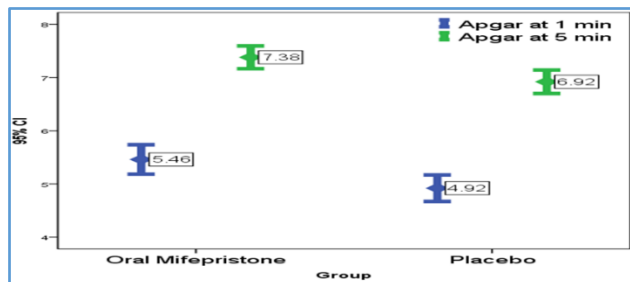 Apgar at 1 min
Apgar at 5 min
8
7
6
5
4
95% CI
7.38
6.92
5.46
4.92
Oral Mifepristone
Placebo
Group